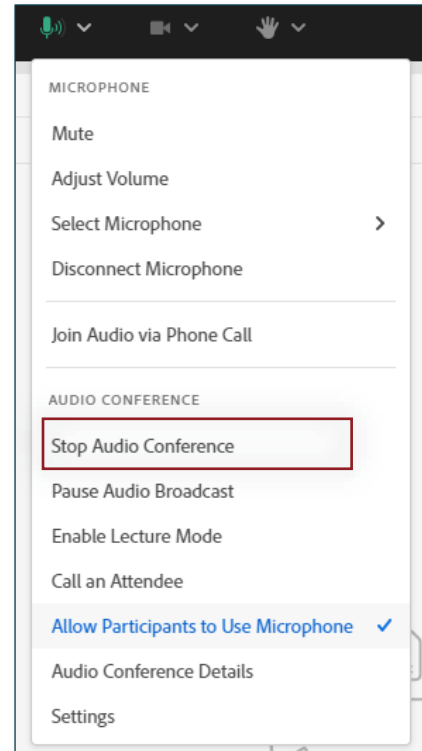 MICROPHONE
Mute
Adjust Volume
Select Microphone
Disconnect Microphone
Join Audio via Phone Call
AUDIO CONFERENCE
Stop Audio Conference
Pause Audio Broadcast
Enable Lecture Mode
Call an Attendee
Allow Participants to Use Microphone
Audio Conference Details
Settings